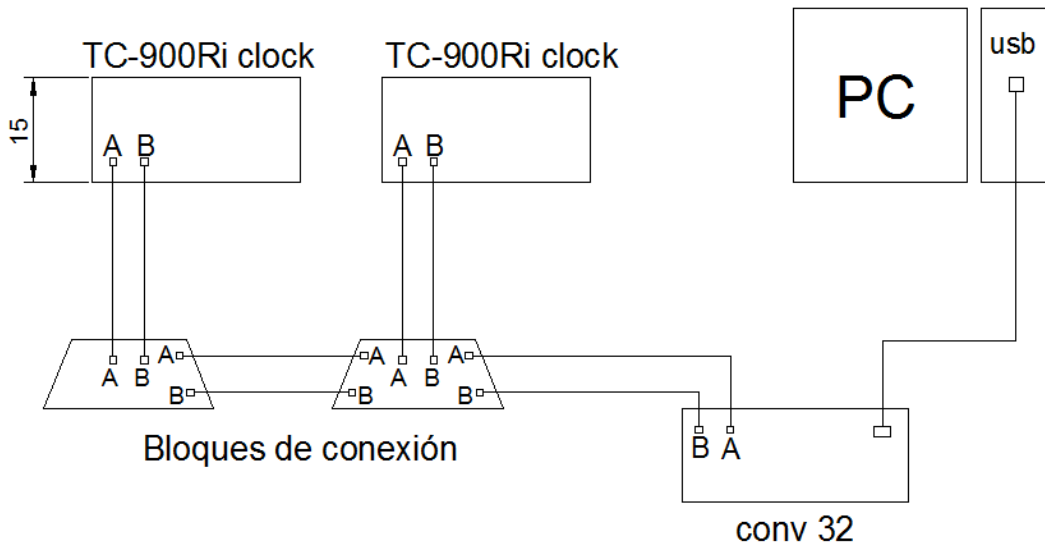 TC-900Ri clock
TC-900Ri clock
PC
usb
15
A B
A B
A
A
A
B
A B
B
A B
B
B A
Bloques de conexión
conv 32